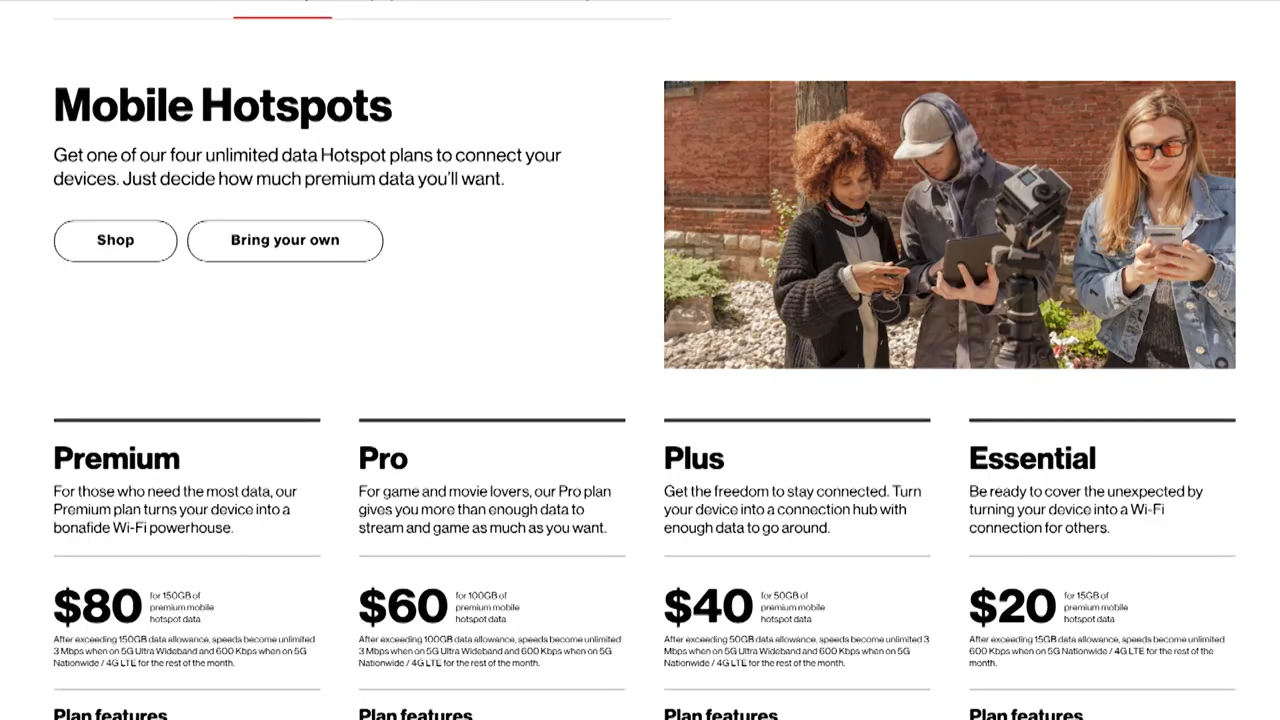 Mobile Hotspots
Get one of our four unlimited data Hotspot plans to connect your
devices. Just decide how much premium data you'll want.
Shop
Bring your own
Premium
For those who need the most data, our
Premium plan turns your device into a
bonafide Wi-Fi powerhouse.
$80
for 150GB of
premium mobile
hotspot data
After exceeding 150GB data allowance, speeds become unlimited
3 Mbps when on 5G Ultra Wideband and 600 Kbps when on 5G
Nationwide / 4G LTE for the rest of the month.
Plan features
Pro
For game and movie lovers, our Pro plan
gives you more than enough data to
stream and game as much as you want.
$60
for 100GB of
premium mobile
hotspot data
After exceeding 100GB data allowance, speeds become unlimited
3 Mbps when on 5G Ultra Wideband and 600 Kbps when on 5G
Nationwide / 4G LTE for the rest of the month.
Plan features
Plus
Get the freedom to stay connected. Turn
your device into a connection hub with
enough data to go around.
$40
for 50GB of
premium mobile
hotspot data
After exceeding 50GB data allowance, speeds become unlimited 3
Mbps when on 5G Ultra Wideband and 600 Kbps when on 5G
Nationwide / 4G LTE for the rest of the month.
Plan features
Essential
Be ready to cover the unexpected by
turning your device into a Wi-Fi
connection for others.
$20
for 15GB of
premium mobile
hotspot data
After exceeding 15GB data allowance, speeds become unlimited
600 Kbps when on 5G Nationwide / 4G LTE for the rest of the
month.
Plan features